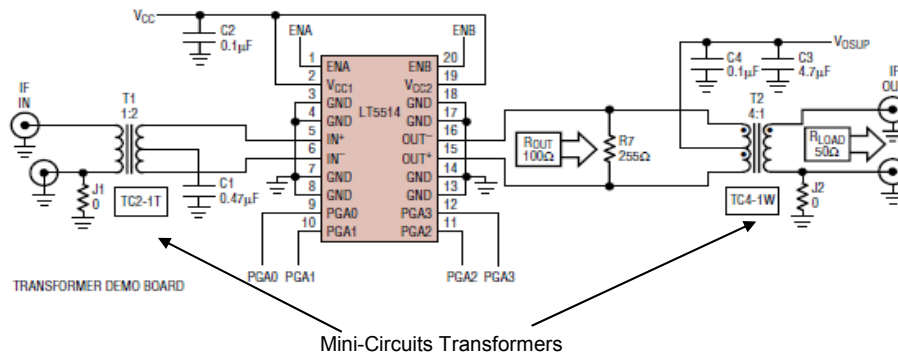 VCC
C2
0.1µF
ENA
ENB
C4
0.1µF
C3
4.7µF
VOSUP
IF
IN
T1
1:2
1
2
3
4
5
6
7
8
9
10
ENA
VCC1
GND
GND
IN+
IN−
GND
GND
PGA0
PGA1
LT5514
ENB
VCC2
GND
GND
OUT−
OUT+
GND
GND
PGA3
PGA2
20
19
18
17
16
15
14
13
12
11
ROUT
100Ω
R7
255Ω
T2
4:1
RLOAD
50Ω
IF
OU
J1
0
TC2-1T
C1
0.47µF
TC4-1W
J2
0
PGA0 PGA1
PGA2 PGA3
TRANSFORMER DEMO BOARD
Mini-Circuits Transformers